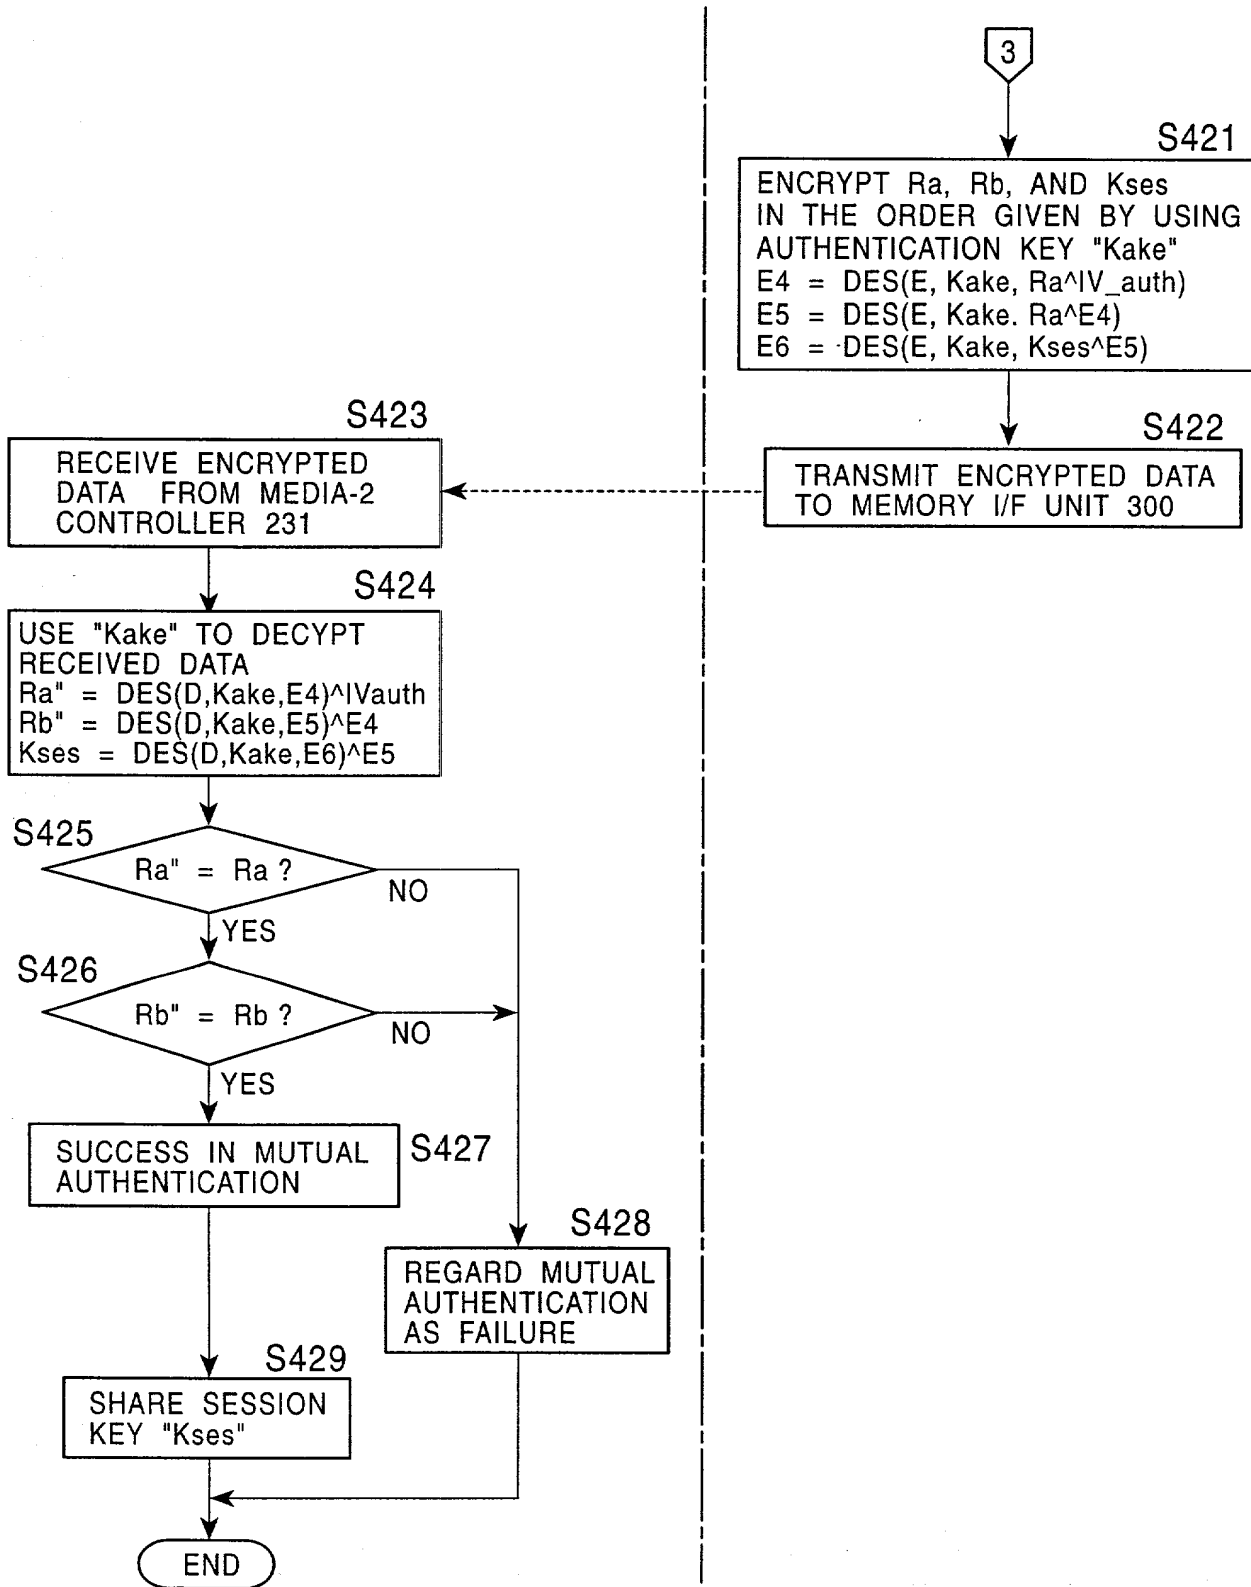 3
S421
ENCRYPT Ra, Rb, AND Kses
IN THE ORDER GIVEN BY USING
AUTHENTICATION KEY "Kake"
E4 = DES(E, Kake, Ra^IV_auth)
E5 = DES(E, Kake. Ra^E4)
E6 = DES(E, Kake, Kses^E5)
S422
TRANSMIT ENCRYPTED DATA
TO MEMORY I/F UNIT 300
S423
RECEIVE ENCRYPTED
DATA FROM MEDIA-2
CONTROLLER 231
S424
USE "Kake" TO DECYPT
RECEIVED DATA
Ra" = DES(D,Kake,E4)^IVauth
Rb" = DES(D,Kake,E5)^E4
Kses = DES(D,Kake,E6)^E5
S425
Ra" = Ra ?
NO
YES
S426
Rb" = Rb ?
NO
YES
SUCCESS IN MUTUAL
AUTHENTICATION
S427
S428
REGARD MUTUAL
AUTHENTICATION
AS FAILURE
S429
SHARE SESSION
KEY "Kses"
END